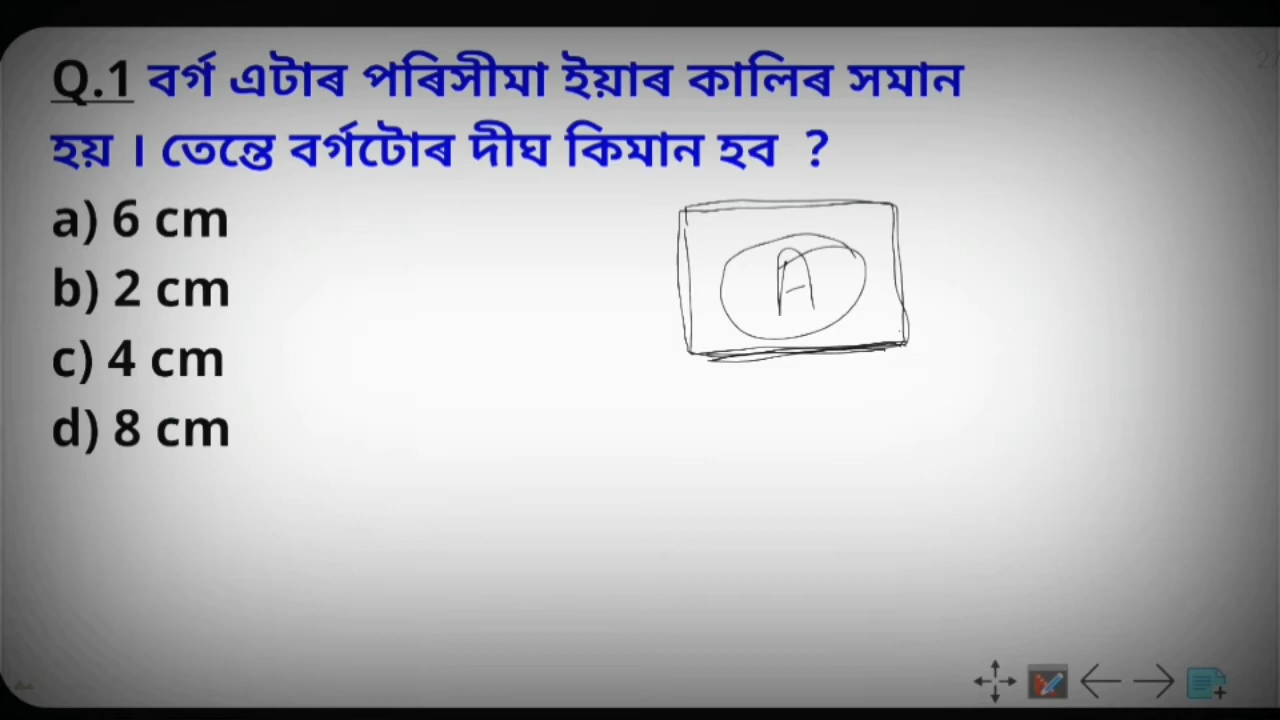 Q.1 বৰ্গ এটাৰ পৰিসীমা ইয়াৰ কালিৰ সমান
হয় । তেন্তে বৰ্গটোৰ দীঘ কিমান হব ?
a) 6 cm
b) 2 cm
c) 4 cm
d) 8 cm
A